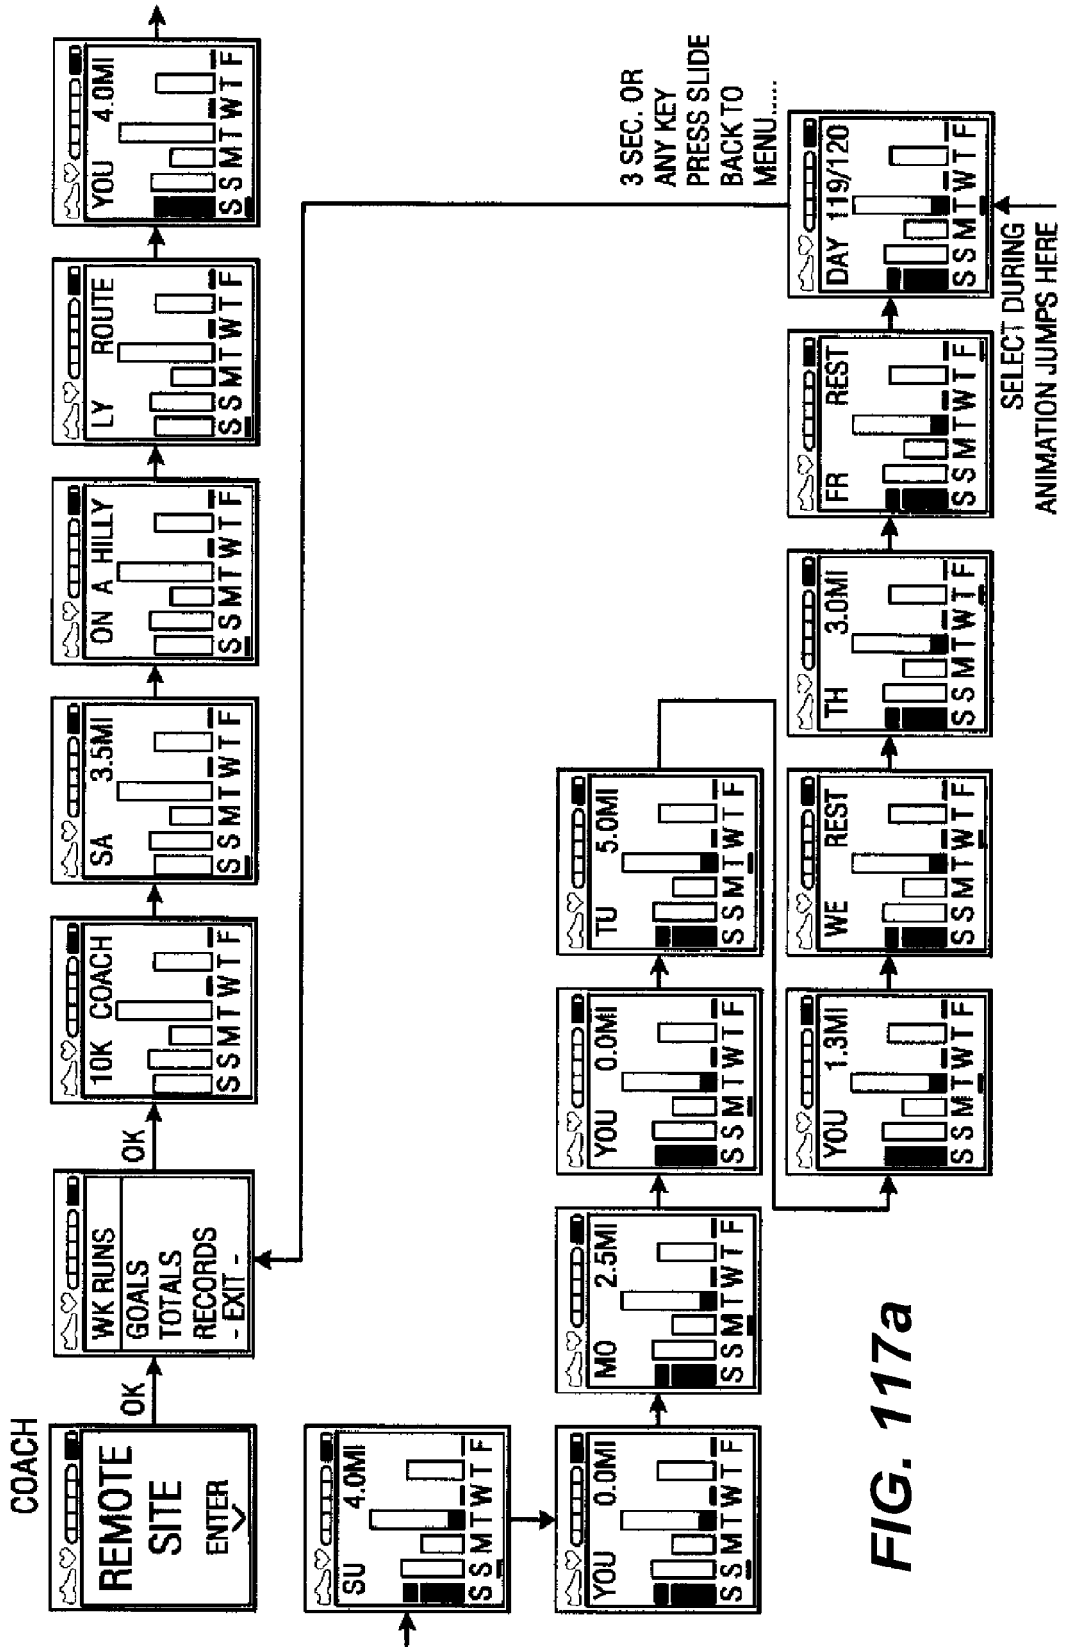 COACH
REMOTE
SITE
ENTER
OK
WK RUNS
GOALS
TOTALS
RECORDS
- EXIT -
OK
10K COACH
S S M T W T F
SA 3.5MI
S S M T W T F
ON A HILLY
S S M T W T F
LY ROUTE
S S M T W T F
YOU 4.0MI
S S M T W T F
SU 4.0MI
S S M T W T F
YOU 0.0MI
S S M T W T F
MO 2.5MI
S S M T W T F
YOU 0.0MI
S S M T W T F
TU 5.0MI
S S M T W T F
YOU 1.3MI
S S M T W T F
WE REST
S S M T W T F
TH 3.0MI
S S M T W T F
FR REST
S S M T W T F
DAY 119/120
S S M T W T F
3 SEC. OR
ANY KEY
PRESS SLIDE
BACK TO
MENU.....
SELECT DURING
ANIMATION JUMPS HERE
FIG. 117a